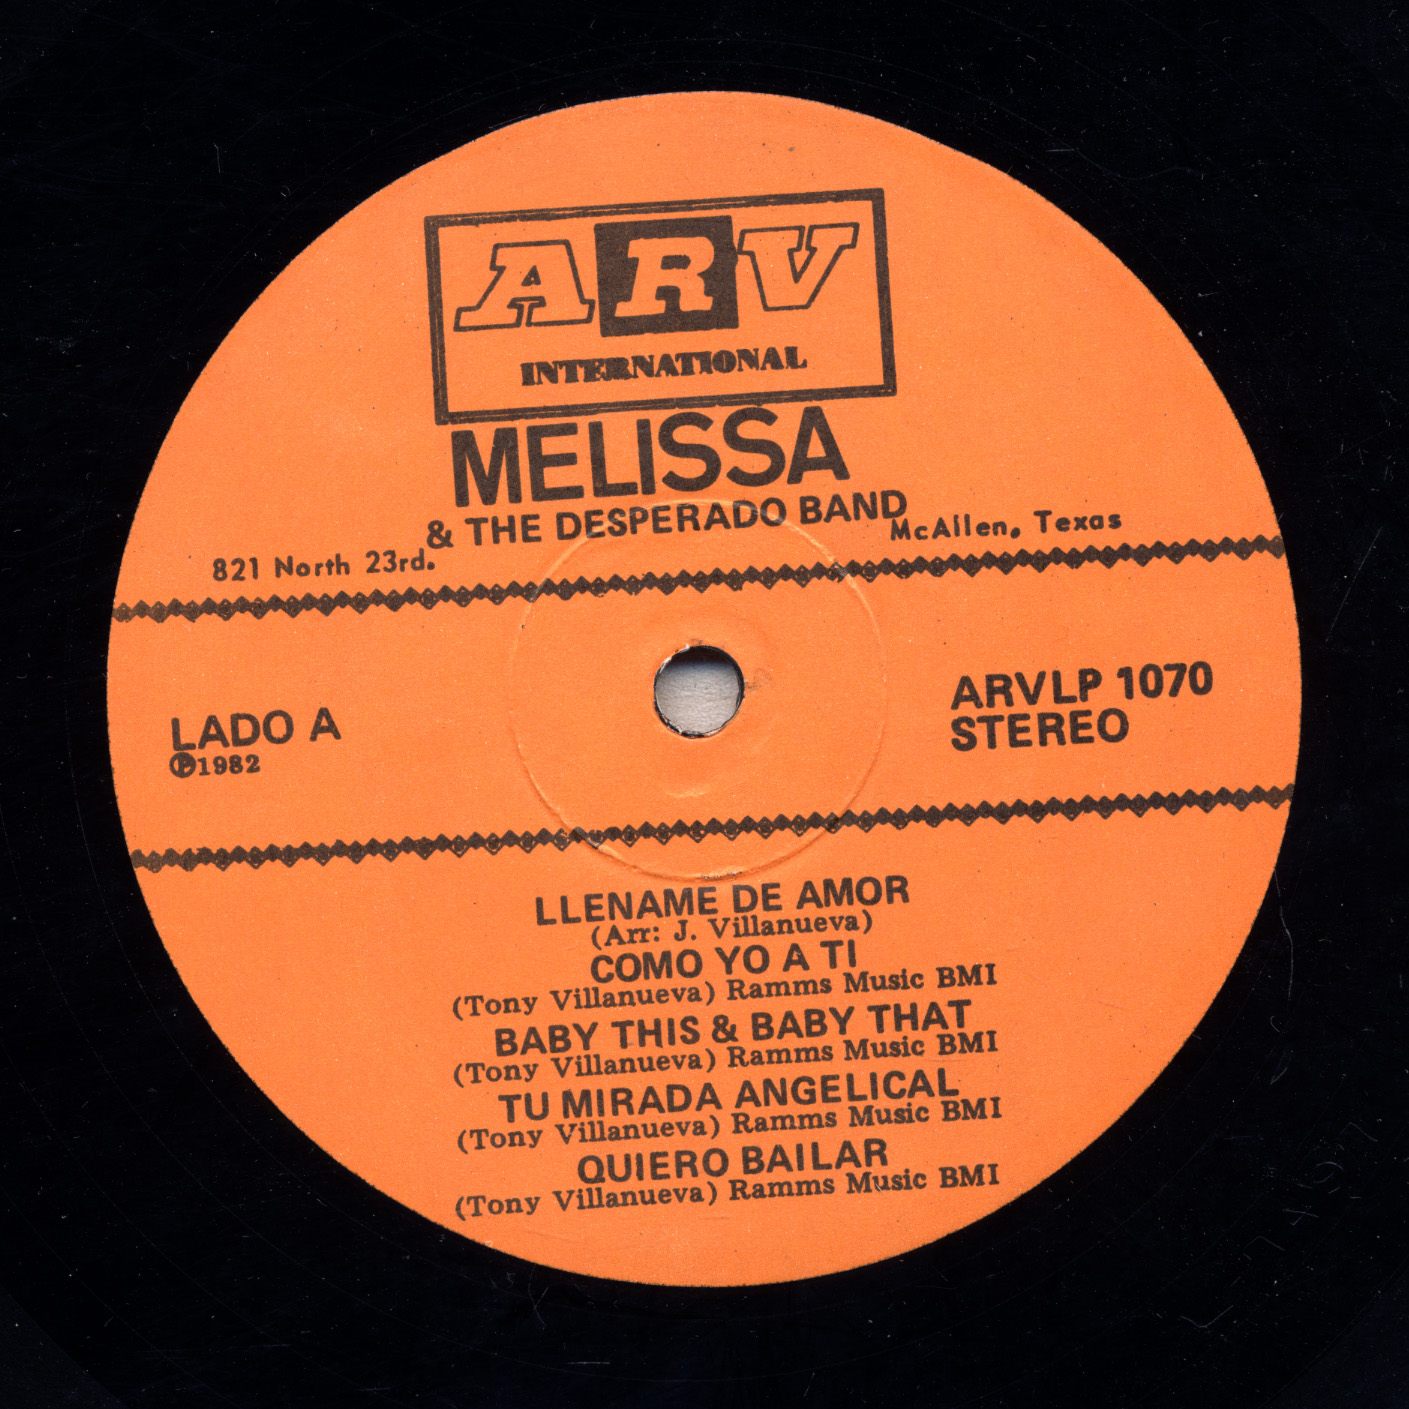 ARV
INTERNATIONAL
MELISSA
& THE DESPERADO BAND
821 North 23rd.
McAllen, Texas
LADO A
℗1982
ARVLP 1070
STEREO
LLENAME DE AMOR
(Arr: J. Villanueva)
COMO YO A TI
(Tony Villanueva) Ramms Music BMI
BABY THIS & BABY THAT
(Tony Villanueva) Ramms Music BMI
TU MIRADA ANGELICAL
(Tony Villanueva) Ramms Music BMI
QUIERO BAILAR
(Tony Villanueva) Ramms Music BMI